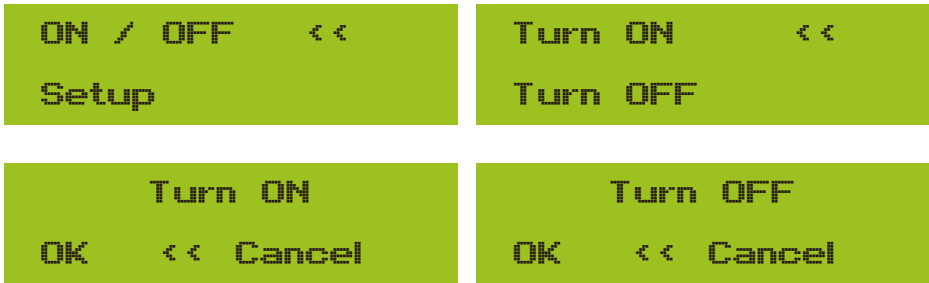 ON / OFF <<
Setup
Turn ON <<
Turn OFF
Turn ON
OK << Cancel
Turn OFF
OK << Cancel